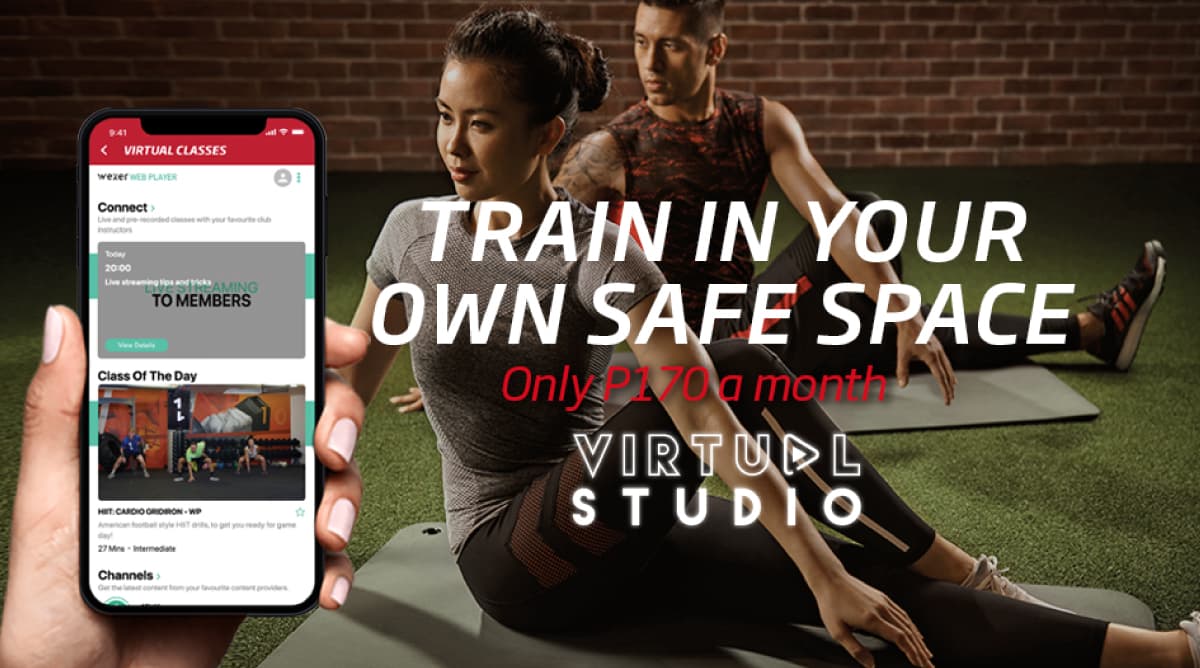 9:41
VIRTUAL CLASSES
wexer WEB PLAYER
Connect >
Live and pre-recorded classes with your favourite club
instructors
Today
20:00
Live streaming tips and tricks
LIVE STREAMING
TO MEMBERS
View Details
Class Of The Day
HIIT: CARDIO GRIDIRON - WP
American football style HIIT drills, to get you ready for game
day!
27 Mins - Intermediate
Channels >
Get the latest content from your favourite content providers.
TRAIN IN YOUR
OWN SAFE SPACE
Only P170 a month
VIRTUAL
STUDIO